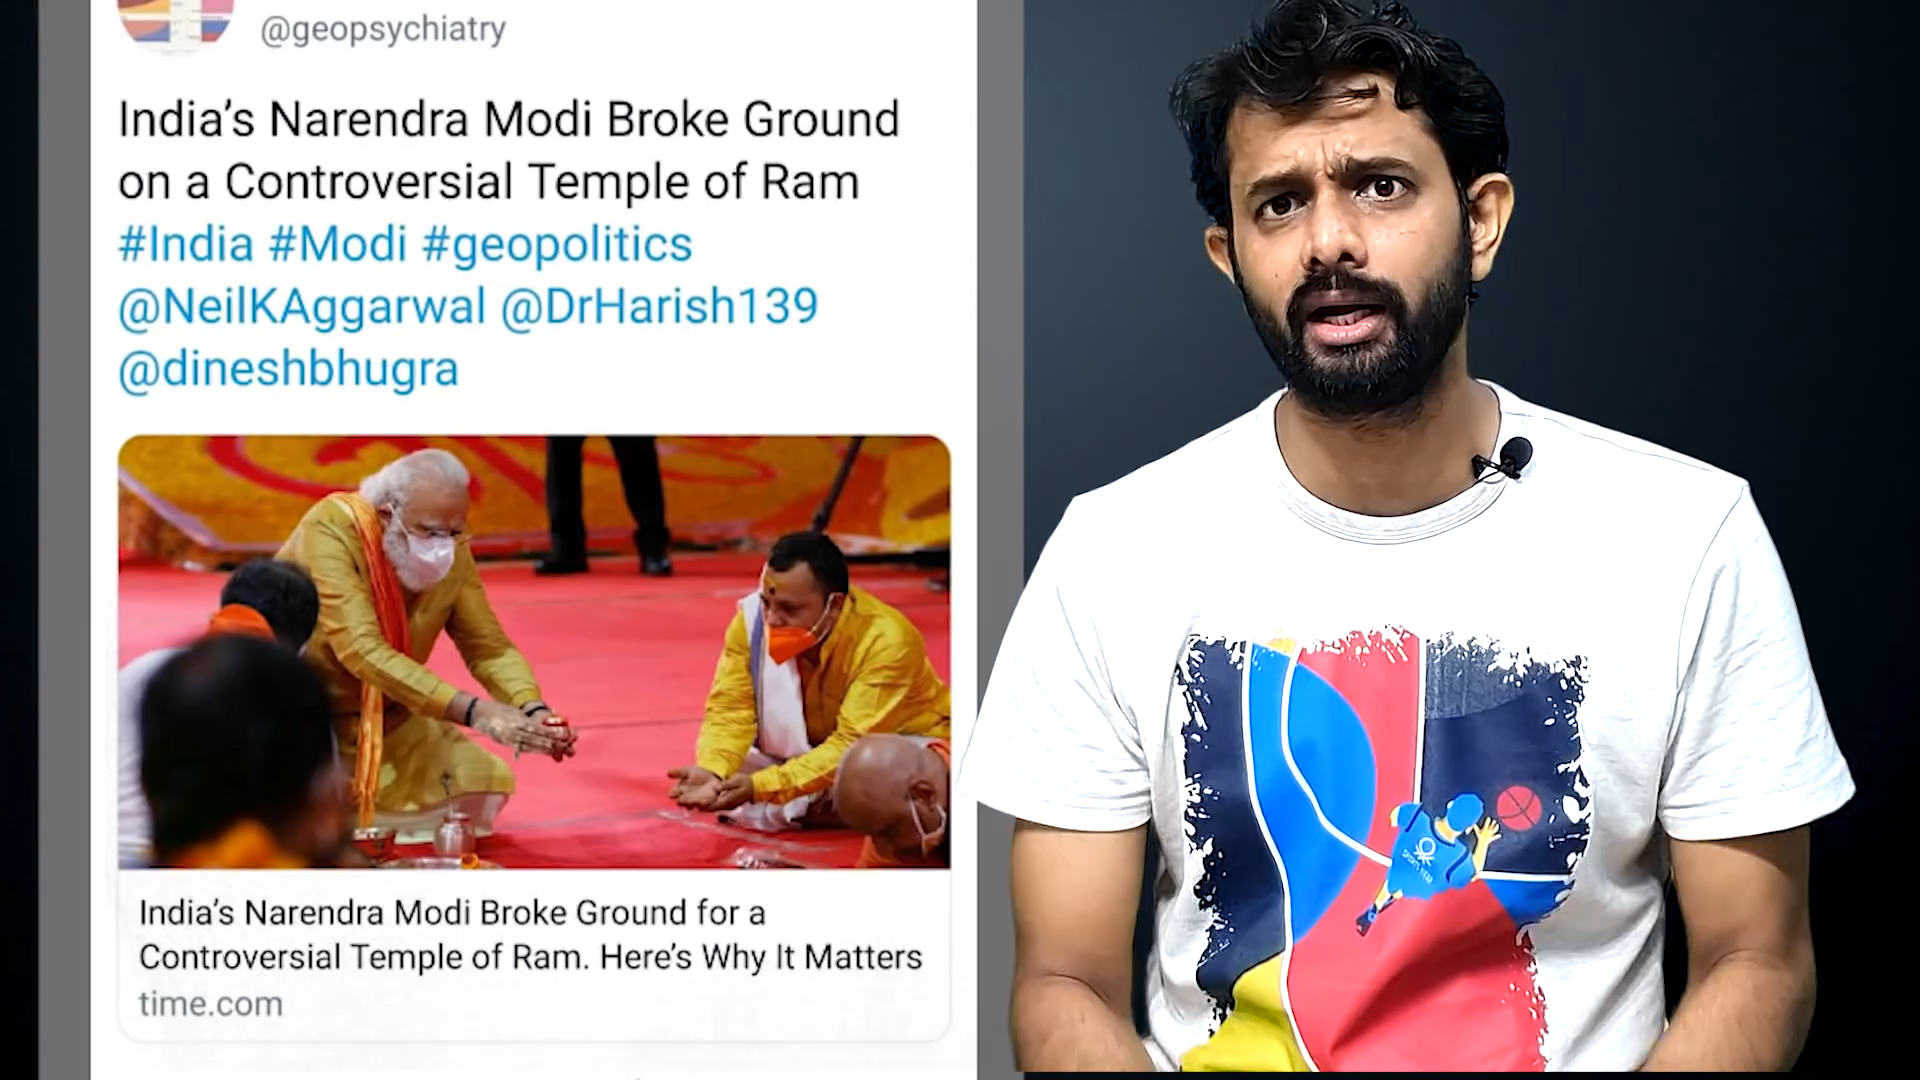 @geopsychiatry
India’s Narendra Modi Broke Ground
on a Controversial Temple of Ram
#India #Modi #geopolitics
@NeilKAggarwal @DrHarish139
@dineshbhugra
India’s Narendra Modi Broke Ground for a
Controversial Temple of Ram. Here’s Why It Matters
time.com